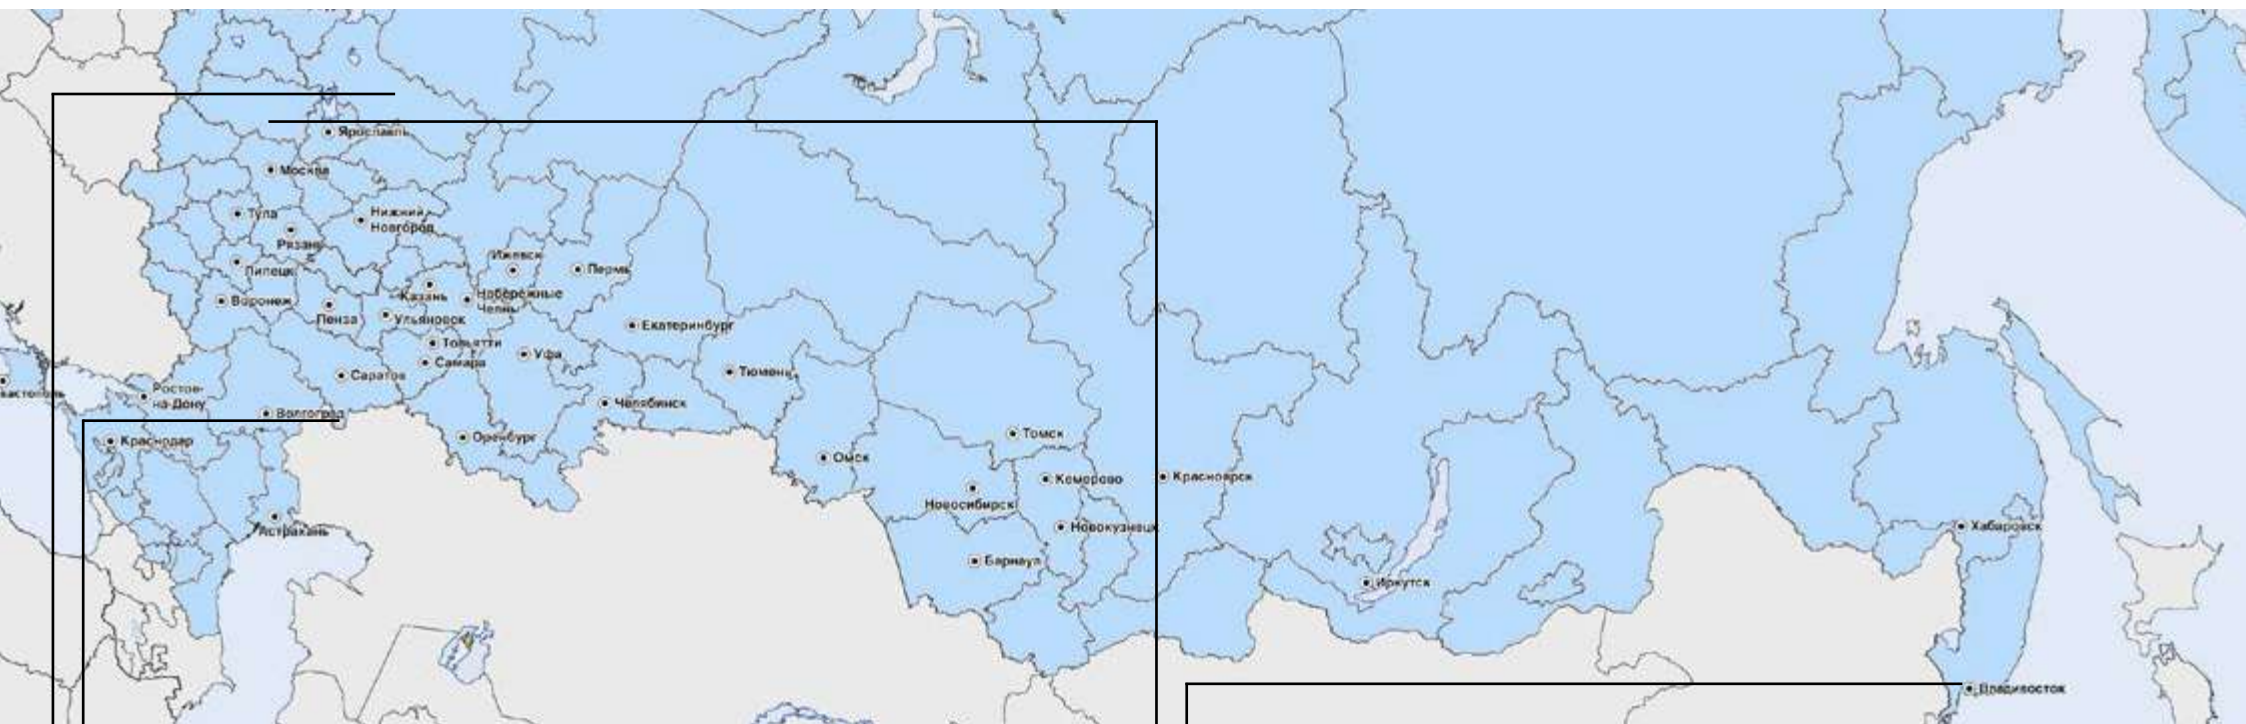 Ярославль
Москва
Тула
Нижний
Новгород
Рязань
Ижевск
Пермь
Липецк
Казань
Набережные
Челны
Воронеж
Пенза
Ульяновск
Екатеринбург
Тольятти
Уфа
Самара
Саратов
Тюмень
Ростов-
на-Дону
Челябинск
Волгоград
Краснодар
Оренбург
Томск
Омск
Кемерово
Красноярск
Новосибирск
Астрахань
Новокузнецк
Хабаровск
Барнаул
Иркутск
Владивосток